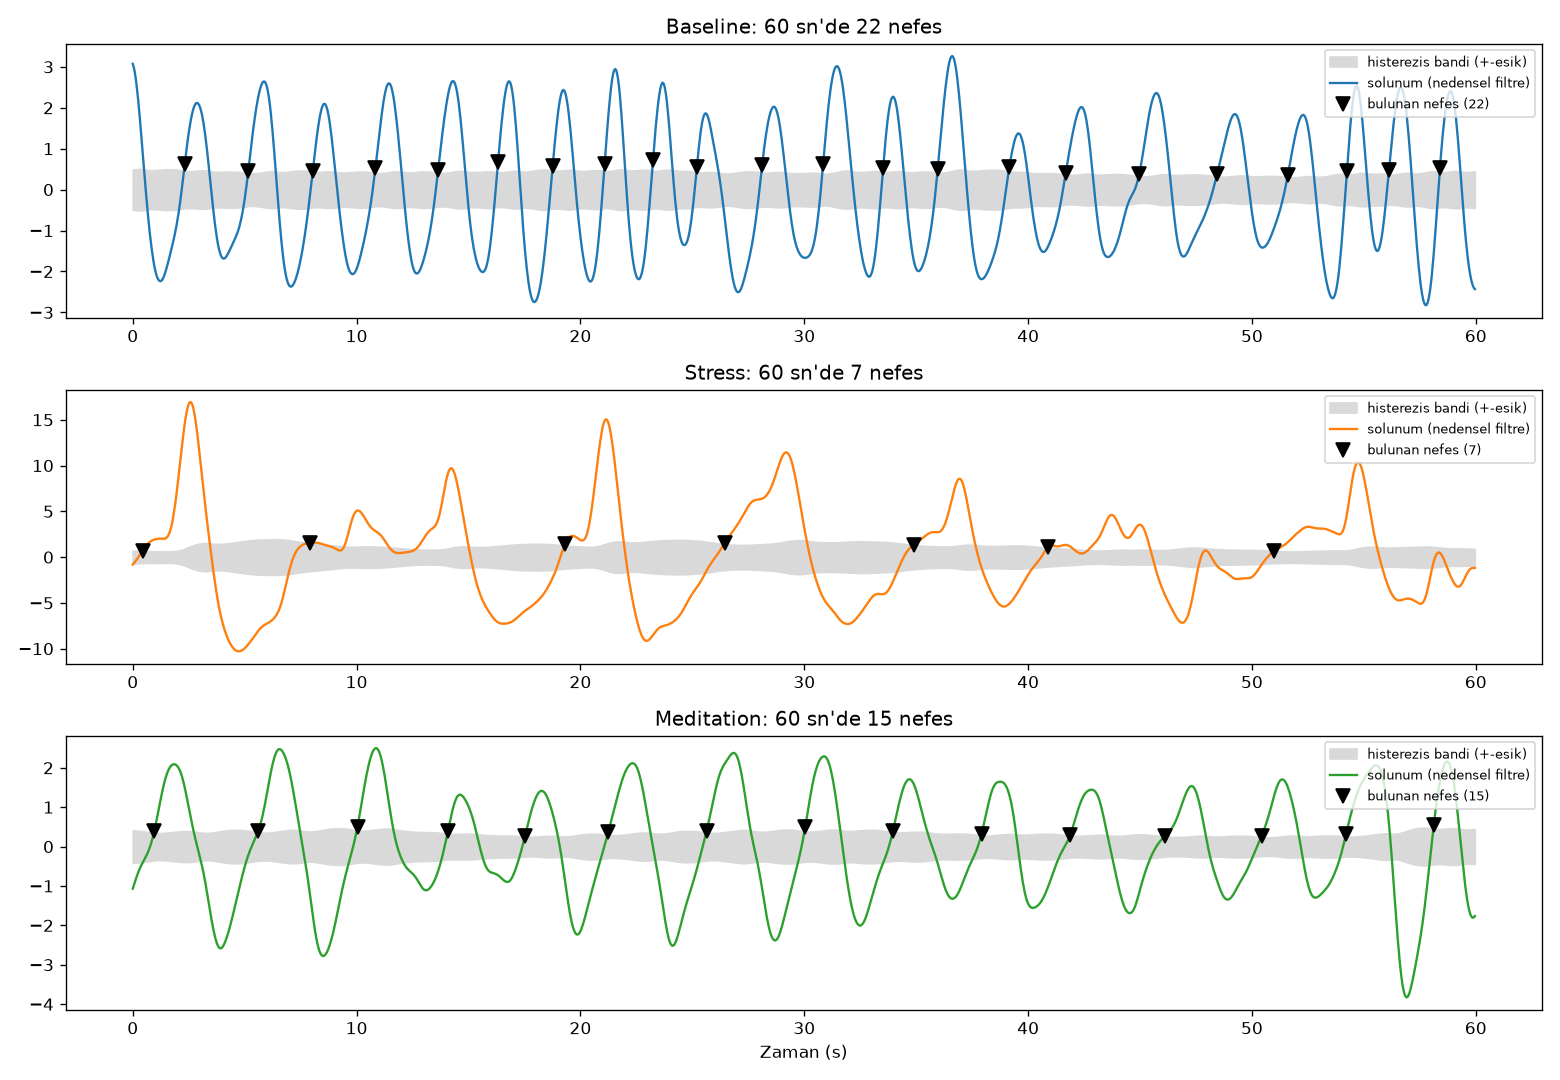 Baseline: 60 sn'de 22 nefes
histerezis bandi (+-esik)
solunum (nedensel filtre)
bulunan nefes (22)
3
2
1
0
−1
−2
−3
0 10 20 30 40 50 60
Stress: 60 sn'de 7 nefes
histerezis bandi (+-esik)
solunum (nedensel filtre)
bulunan nefes (7)
15
10
5
0
−5
−10
0 10 20 30 40 50 60
Meditation: 60 sn'de 15 nefes
histerezis bandi (+-esik)
solunum (nedensel filtre)
bulunan nefes (15)
2
1
0
−1
−2
−3
−4
0 10 20 30 40 50 60
Zaman (s)